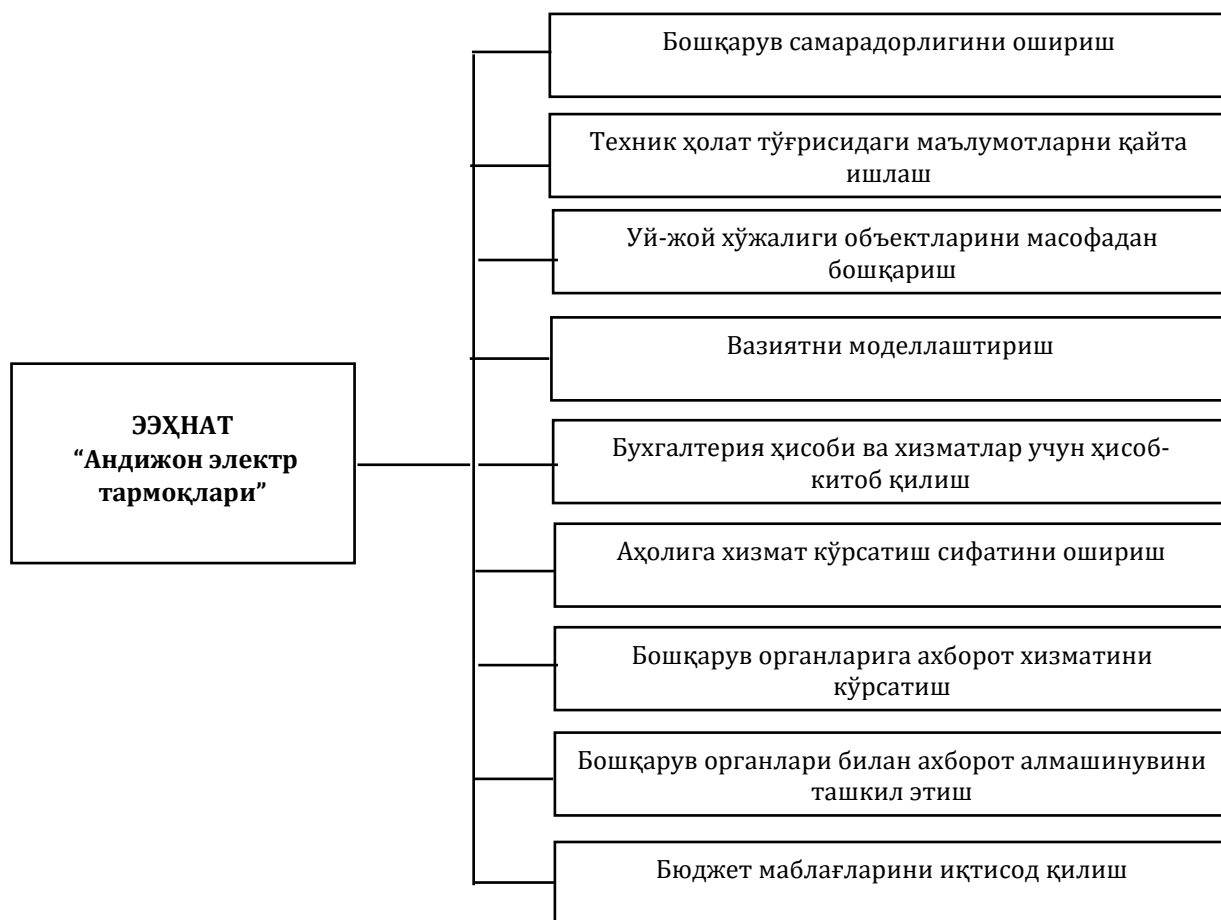 Бошқарув самарадорлигини ошириш
Техник ҳолат тўғрисидаги маълумотларни қайта
ишлаш
Уй-жой хўжалиги объектларини масофадан
бошқариш
Вазиятни моделлаштириш
ЭЭҲНАТ
“Андижон электр
тармоқлари”
Бухгалтерия ҳисоби ва хизматлар учун ҳисоб-
китоб қилиш
Аҳолига хизмат кўрсатиш сифатини ошириш
Бошқарув органларига ахборот хизматини
кўрсатиш
Бошқарув органлари билан ахборот алмашинувини
ташкил этиш
Бюджет маблағларини иқтисод қилиш